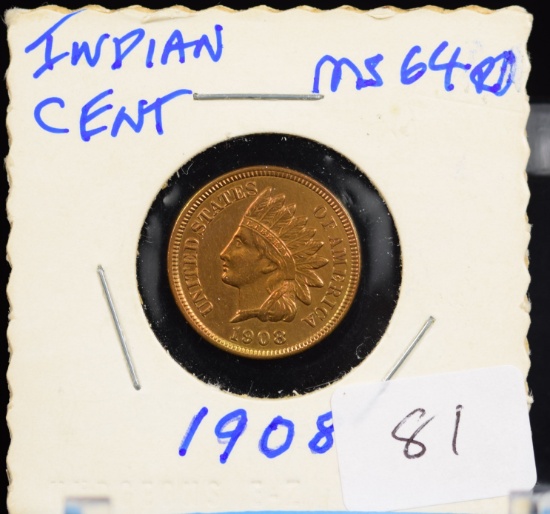 INDIAN
CENT
MS 64 RD
UNITED STATES
OF AMERICA
1908
1908
81